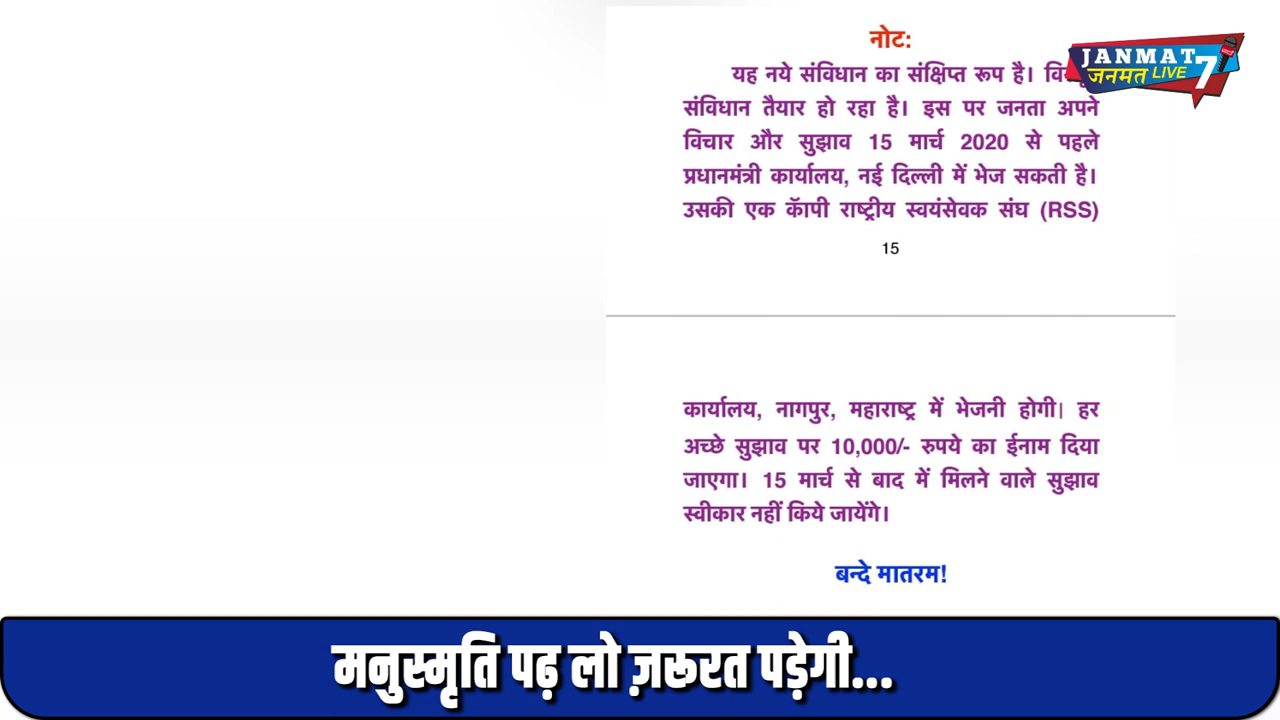 नोट:
यह नये संविधान का संक्षिप्त रूप है।
संविधान तैयार हो रहा है। इस पर जनता अपने
विचार और सुझाव 15 मार्च 2020 से पहले
प्रधानमंत्री कार्यालय, नई दिल्ली में भेज सकती है।
उसकी एक कॅापी राष्ट्रीय स्वयंसेवक संघ (RSS)
15
कार्यालय, नागपुर, महाराष्ट्र में भेजनी होगी। हर
अच्छे सुझाव पर 10,000/- रुपये का ईनाम दिया
जाएगा। 15 मार्च से बाद में मिलने वाले सुझाव
स्वीकार नहीं किये जायेंगे।
बन्दे मातरम!
JANMAT
जनमत LIVE 7
मनुस्मृति पढ़ लो ज़रूरत पड़ेगी...